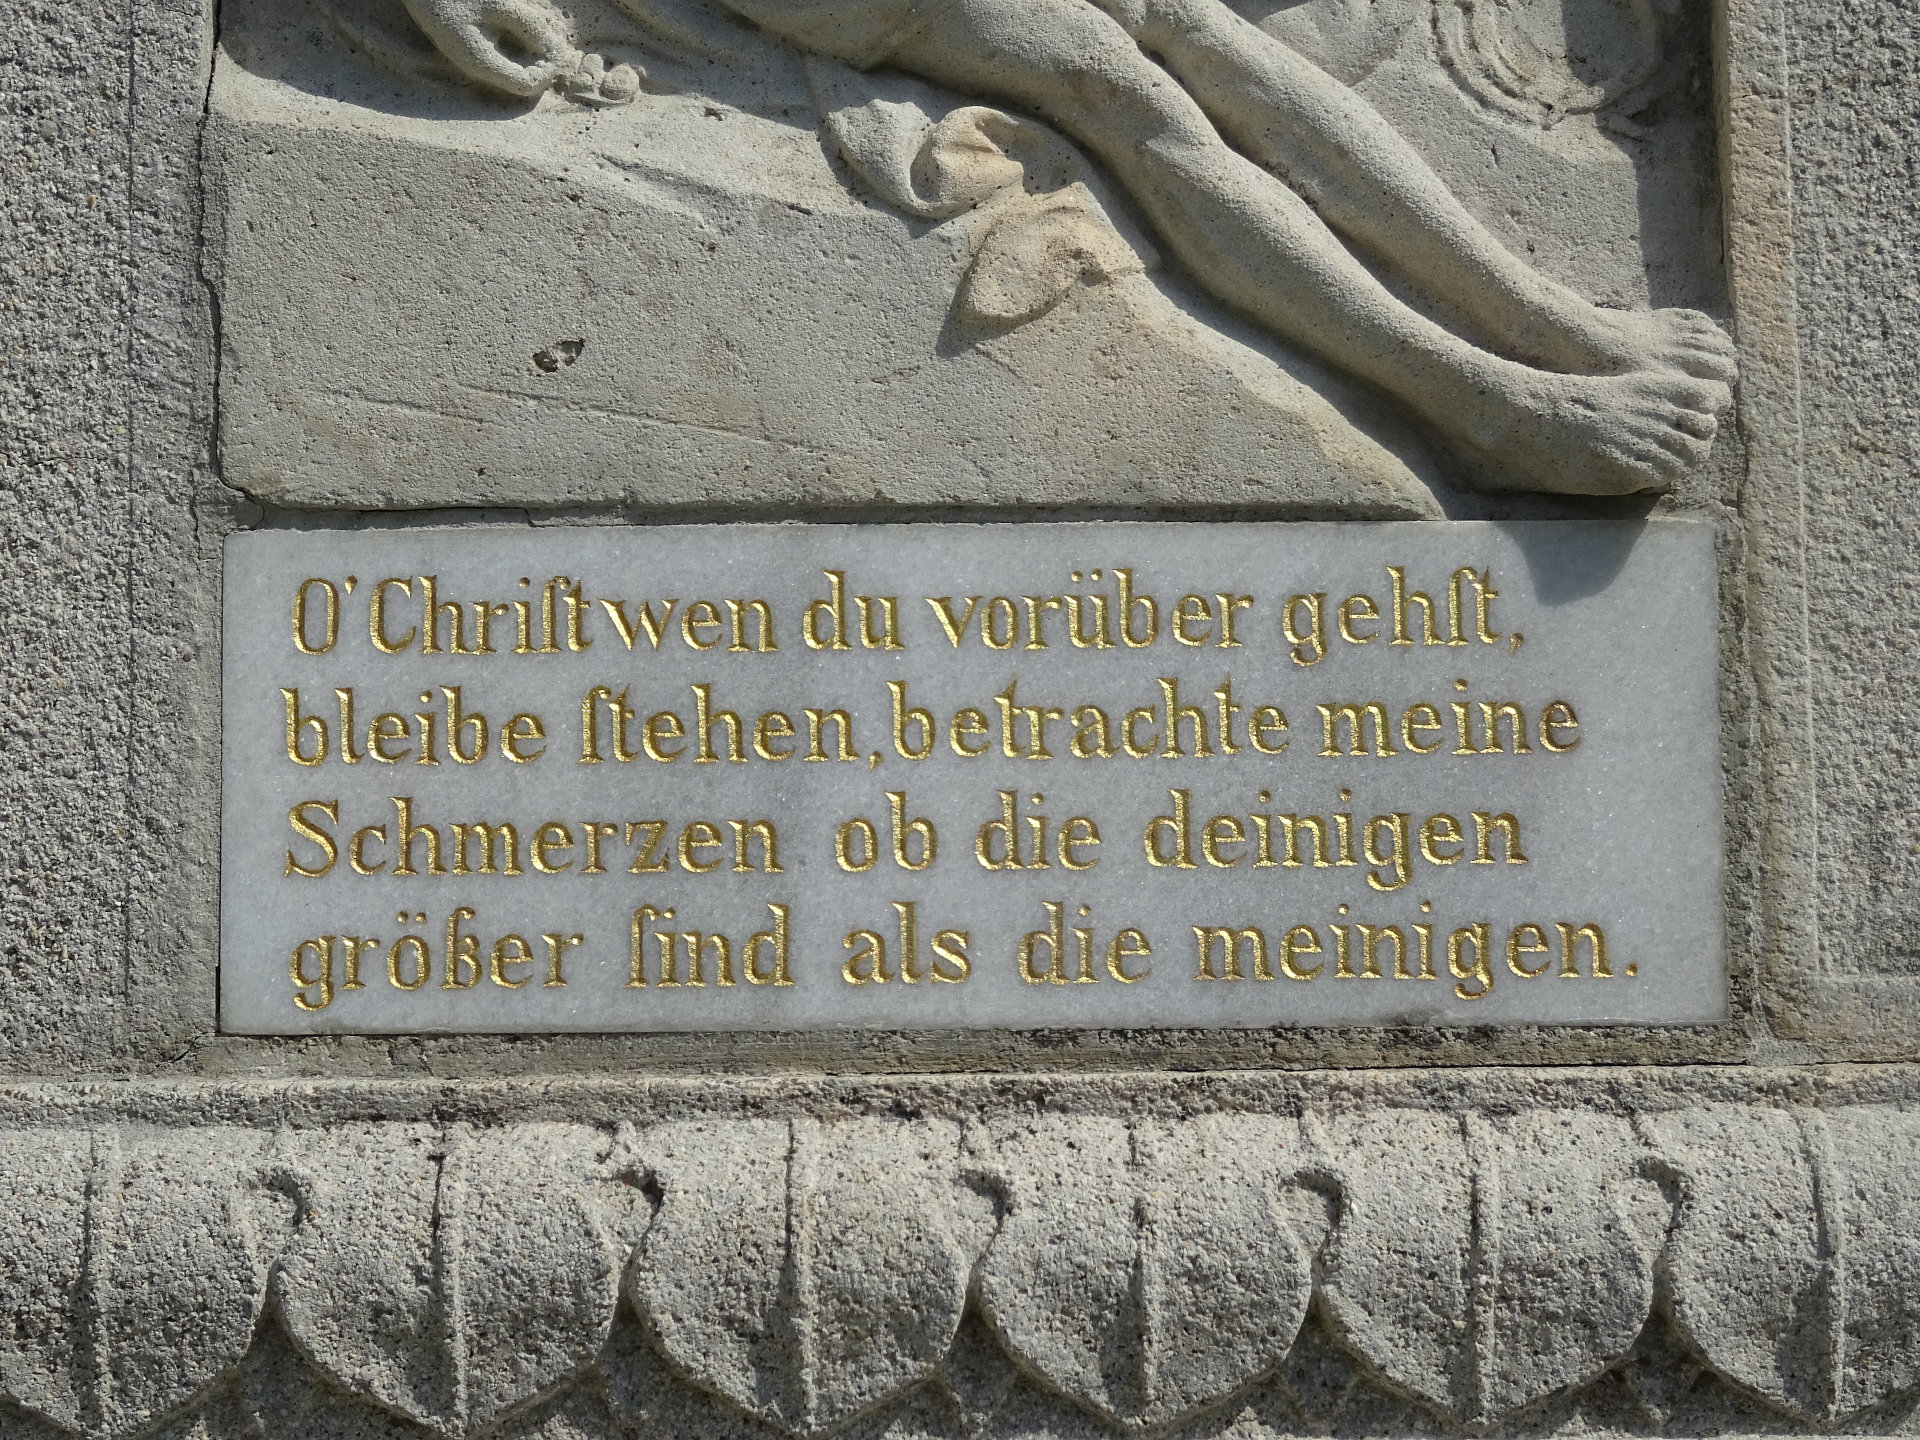 O' Chriſt wen du vorüber gehſt,
bleibe ſtehen, betrachte meine
Schmerzen ob die deinigen
größer ſind als die meinigen.